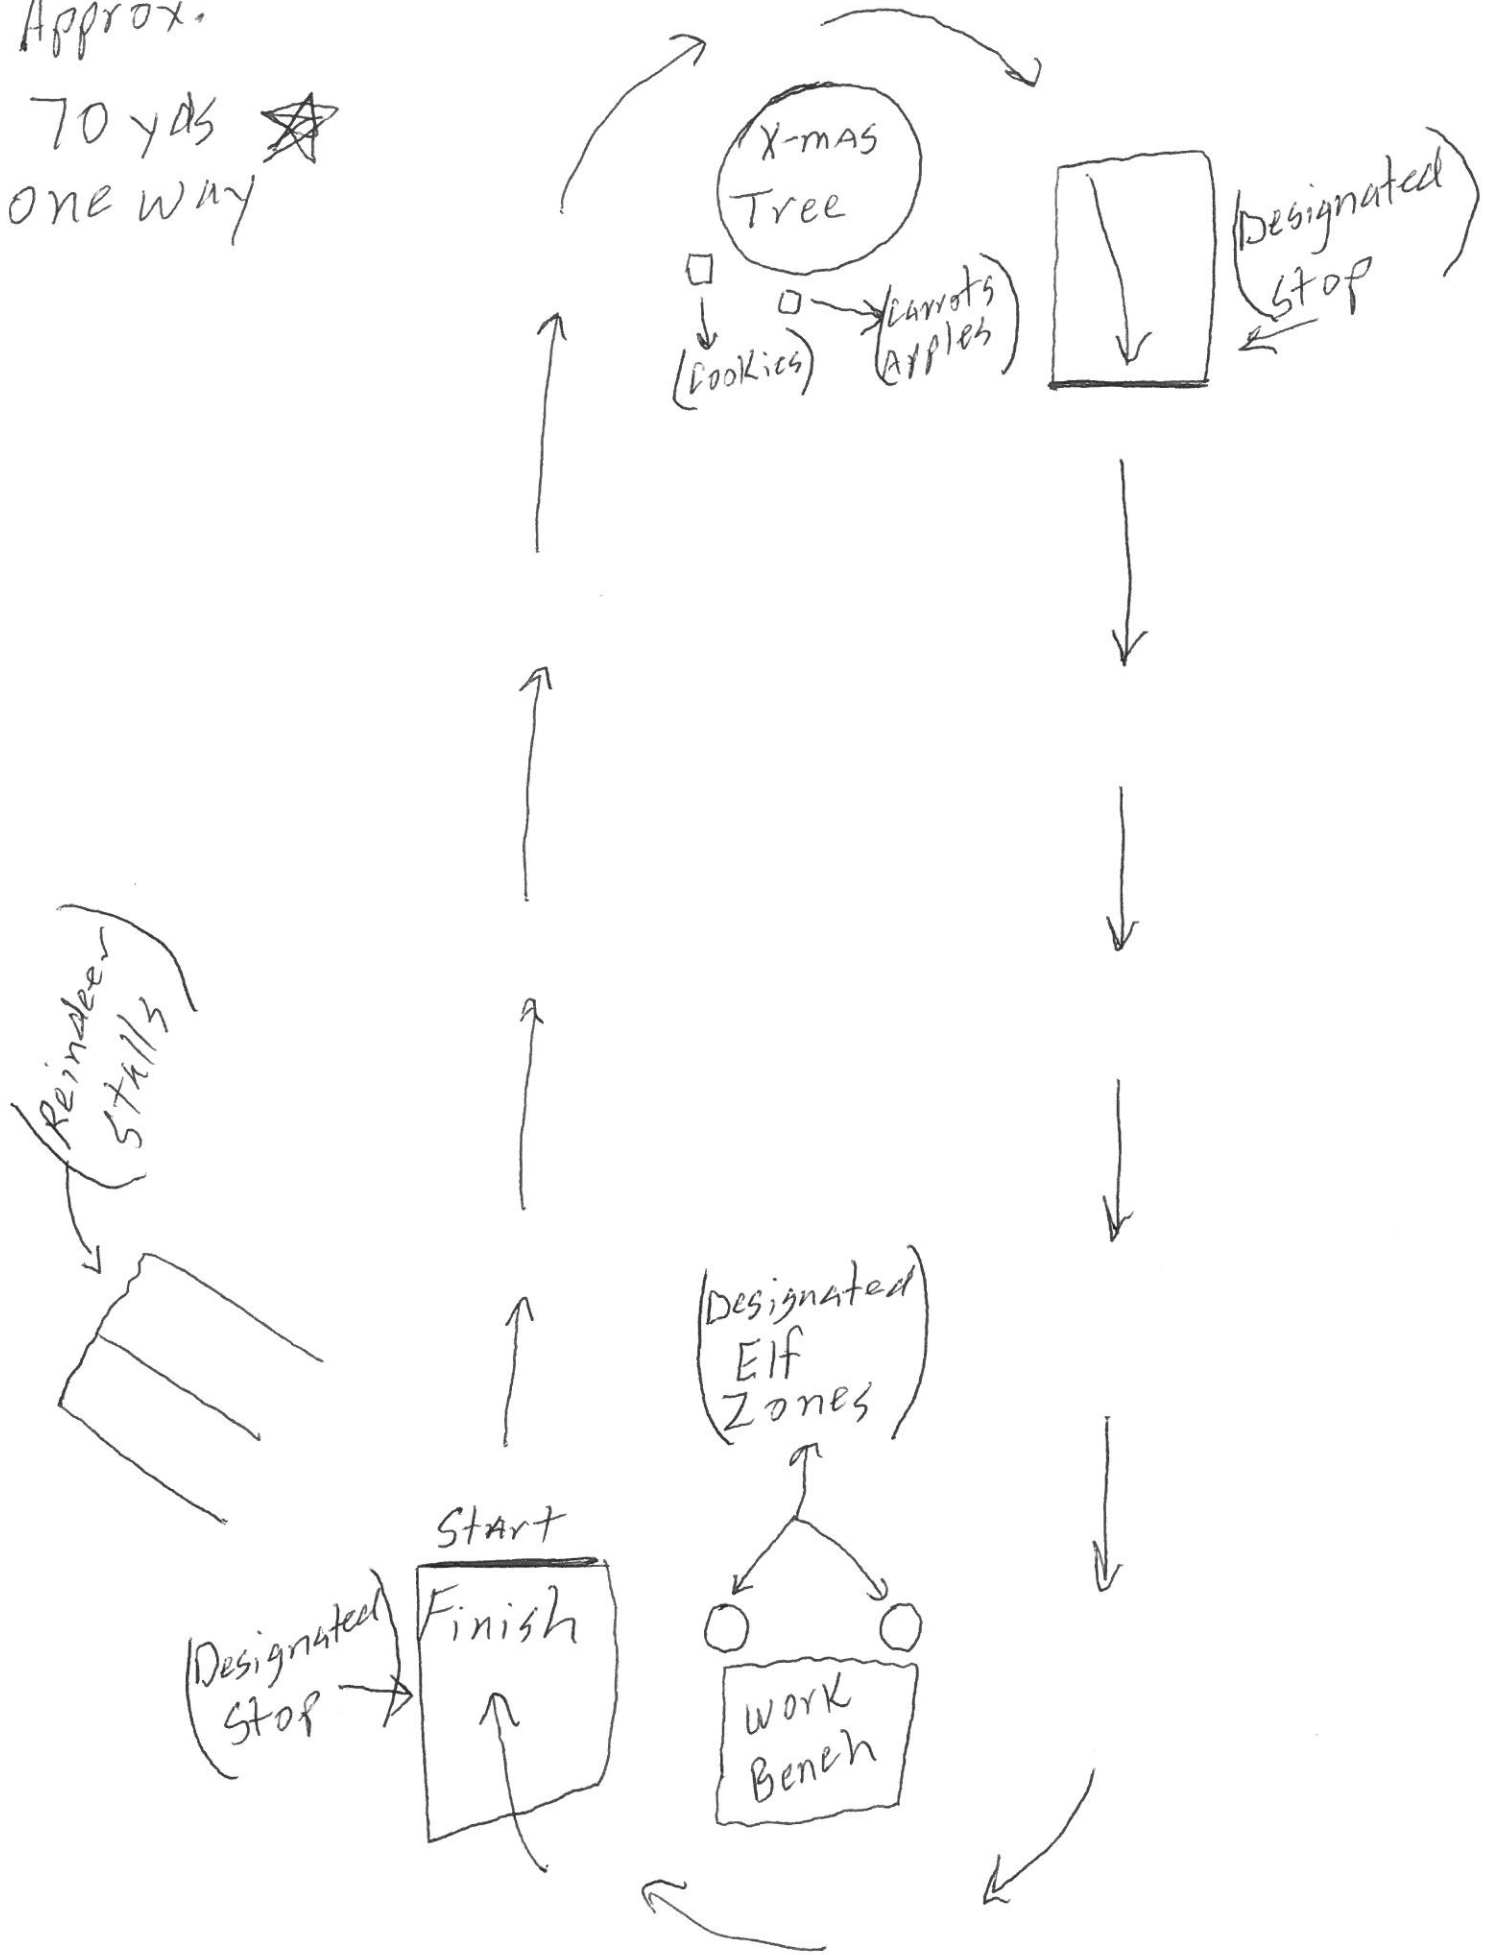 Approx.
70 yds
one way
X-mas
Tree
(Designated
Stop)
(Cookies)
(Carrots
Apples)
(Reindeer
Stalls)
(Designated
Elf
Zones)
Start
Finish
(Designated
Stop)
Work
Bench